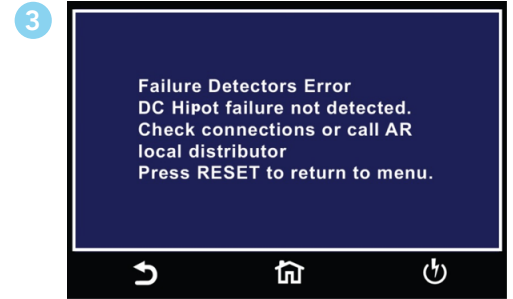 3
Failure Detectors Error
DC Hipot failure not detected.
Check connections or call AR
local distributor
Press RESET to return to menu.